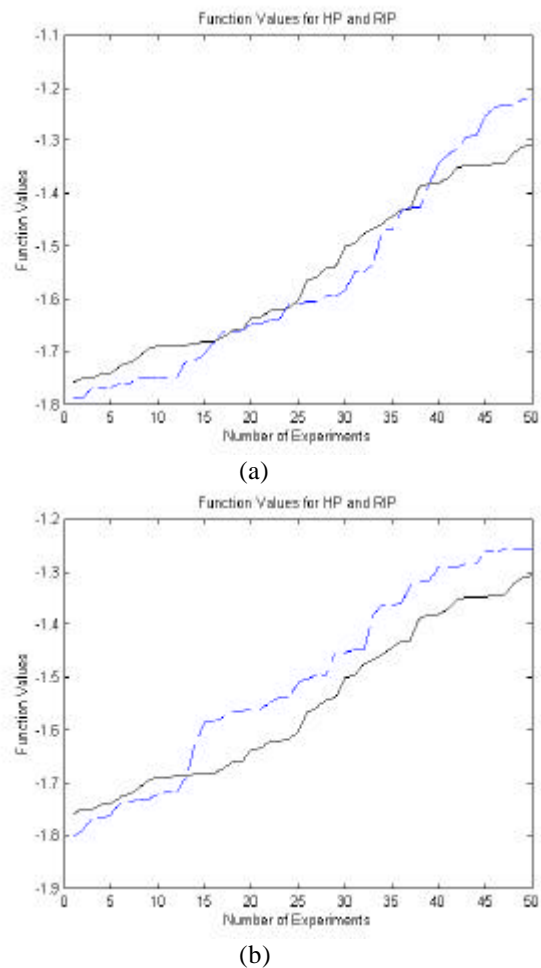 Function Values for HP and RIP
-1.1
-1.2
-1.3
-1.4
-1.5
-1.6
-1.7
-1.8
Function Values
0 5 10 15 20 25 30 35 40 45 50
Number of Experiments
(a)
Function Values for HP and RIP
-1.2
-1.3
-1.4
-1.5
-1.6
-1.7
-1.8
-1.9
Function Values
0 5 10 15 20 25 30 35 40 45 50
Number of Experiments
(b)